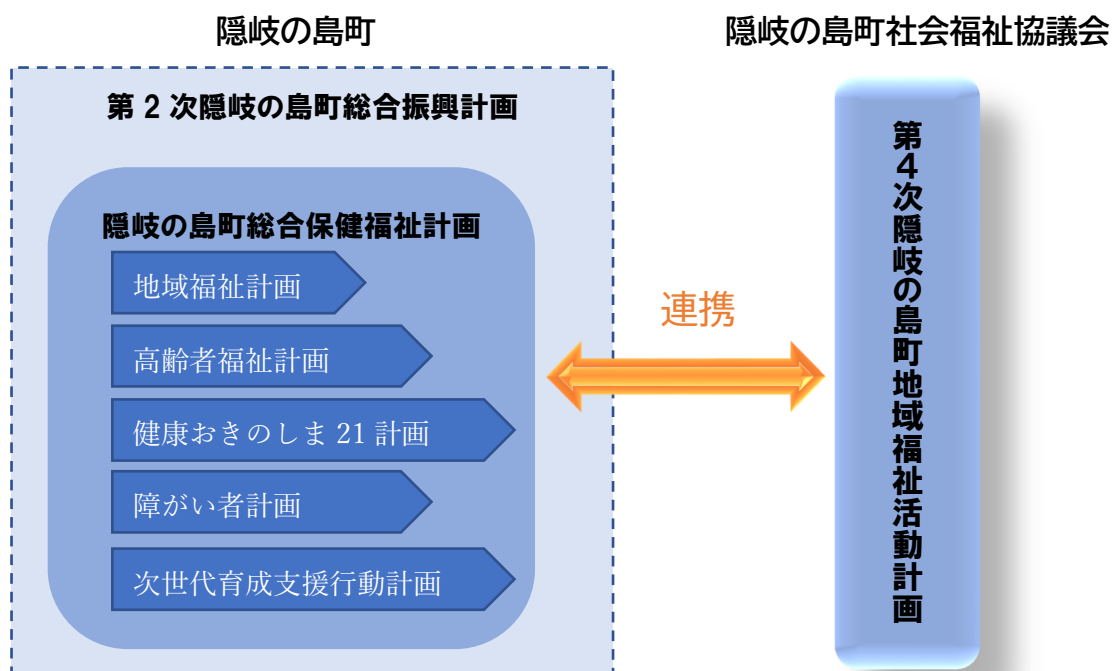 隠岐の島町
隠岐の島町社会福祉協議会
第 2 次隠岐の島町総合振興計画
隠岐の島町総合保健福祉計画
地域福祉計画
高齢者福祉計画
健康おきのしま 21 計画
障がい者計画
次世代育成支援行動計画
連携
第4次隠岐の島町地域福祉活動計画